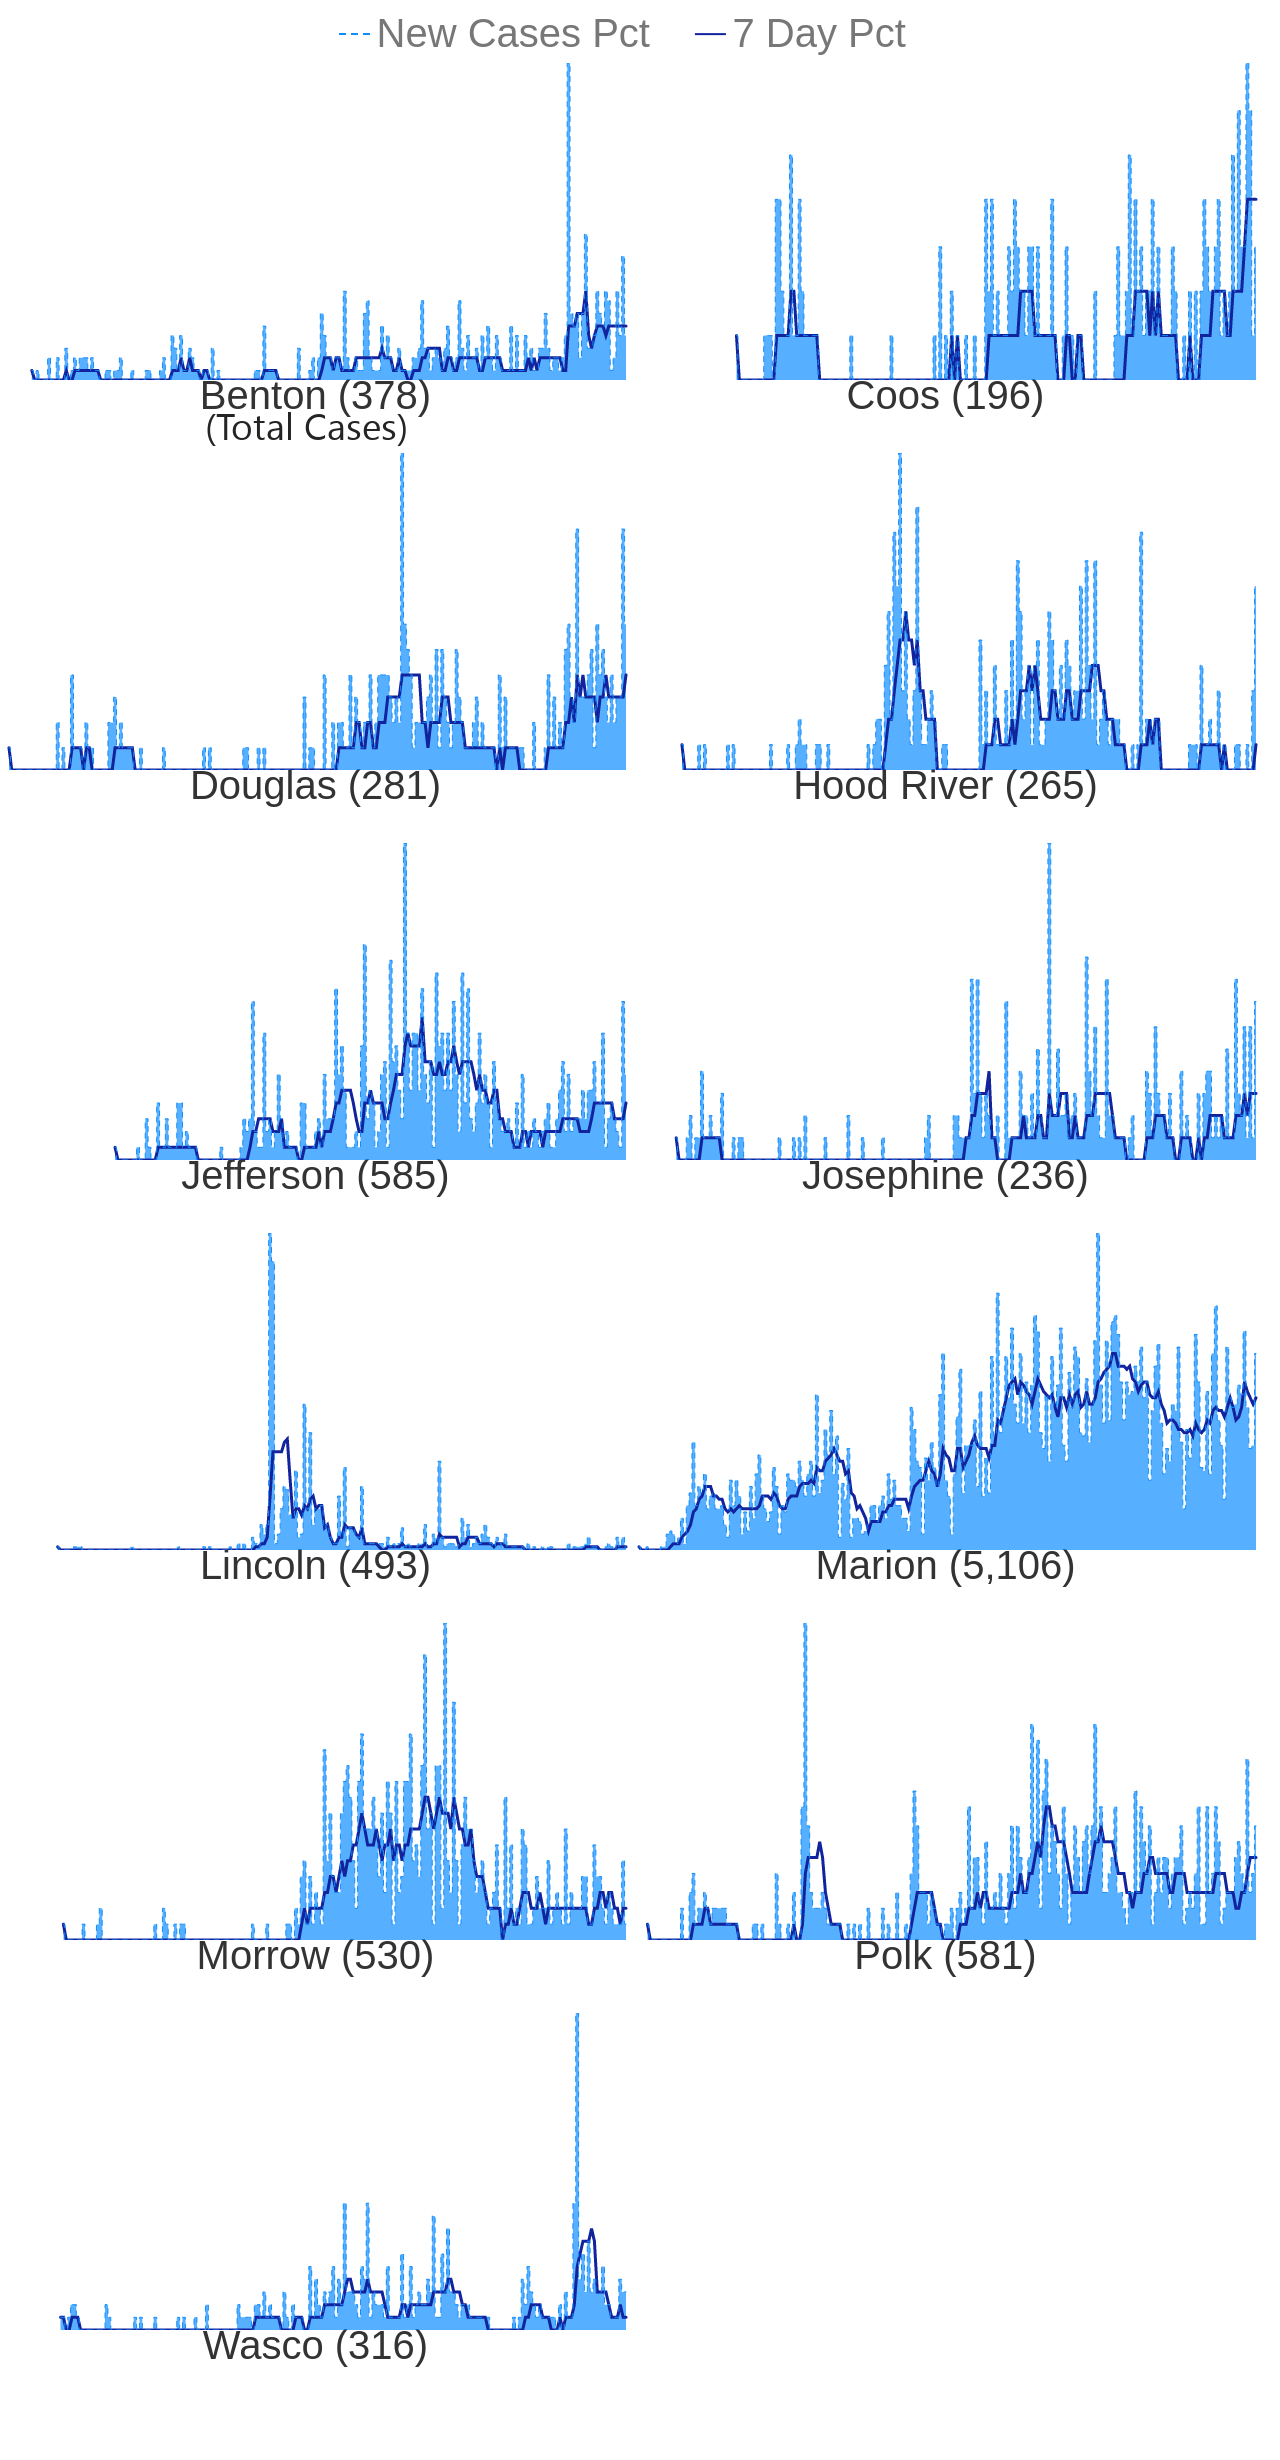 New Cases Pct 7 Day Pct
Benton (378) Coos (196)
(Total Cases)
Douglas (281) Hood River (265)
Jefferson (585) Josephine (236)
Lincoln (493) Marion (5,106)
Morrow (530) Polk (581)
Wasco (316)